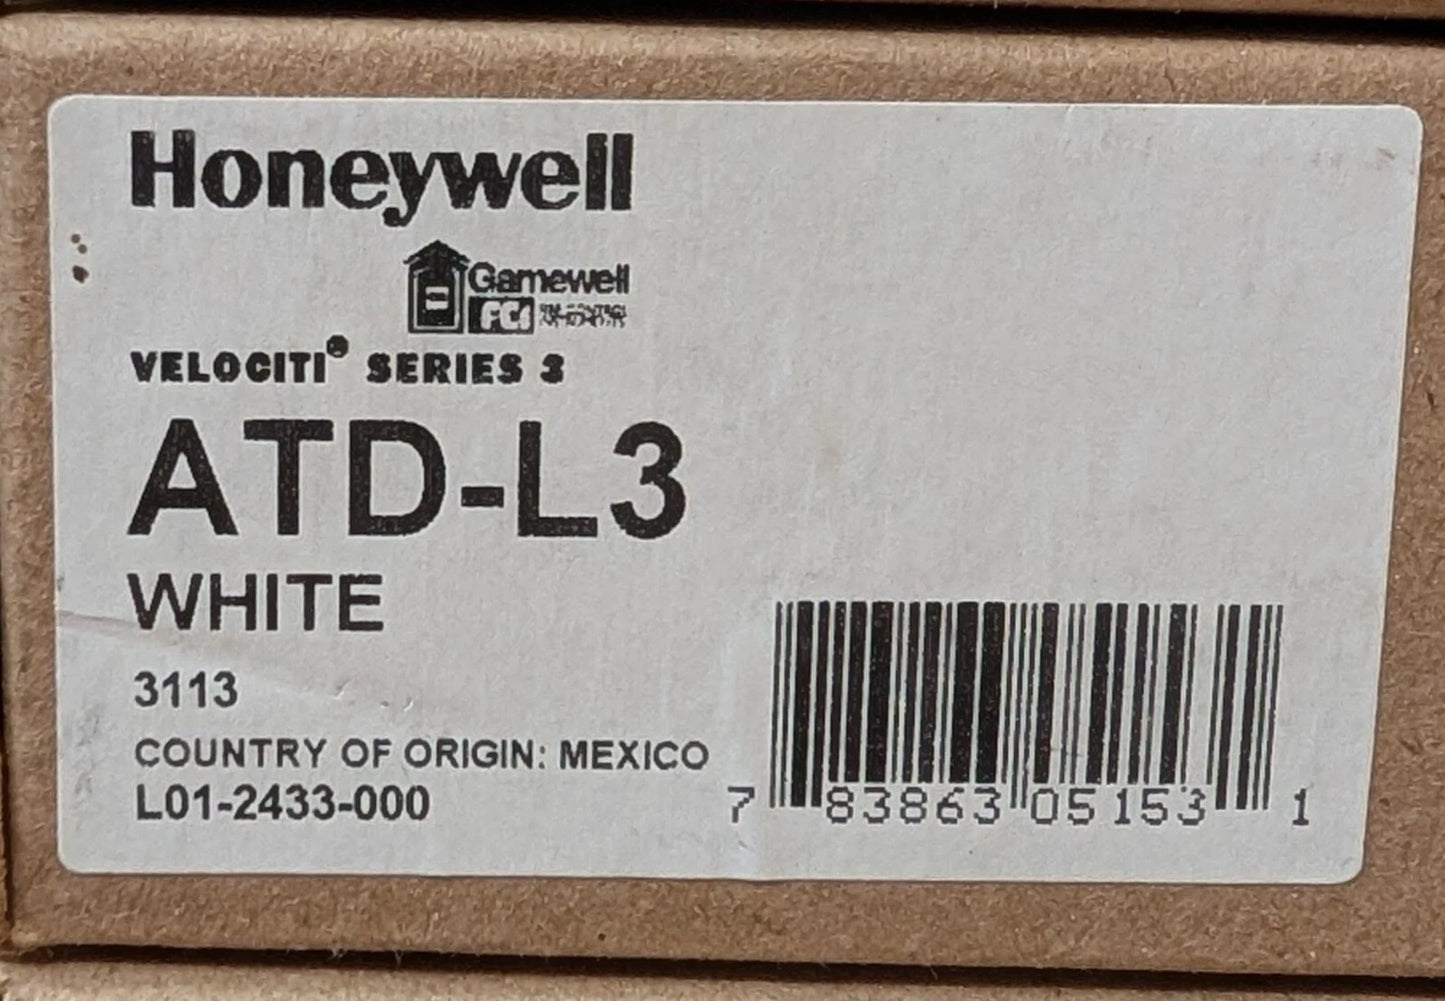 Honeywell
Gamewell
FCI
VELOCITI® SERIES 3
ATD-L3
WHITE
3113
COUNTRY OF ORIGIN: MEXICO
L01-2433-000
7 83863 05153 1